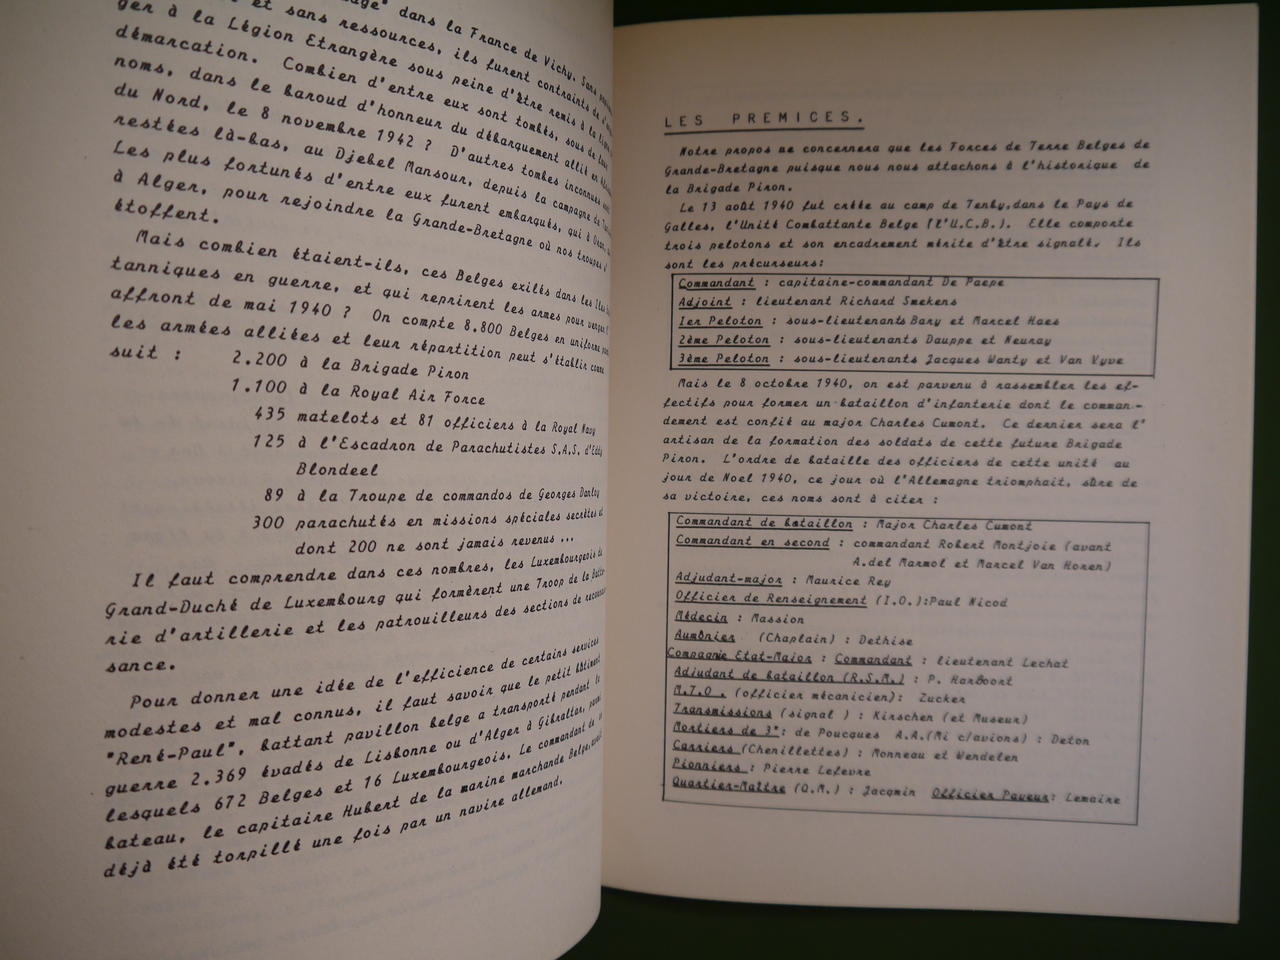 dans la France de Vichy. Sans
et sans ressources, ils furent contraints de
ger à la Légion Etrangère sous peine d'être remis à la ligne
démarcation. Combien d'entre eux sont tombés, sous de
noms, dans le baroud d'honneur du débarquement allié en
du Nord, le 8 novembre 1942 ? D'autres tombes inconnues sont
restées là-bas, au Djebel Mansour, depuis la campagne de
Les plus fortunés d'entre eux furent embarqués, qui à Oran,
à Alger, pour rejoindre la Grande-Bretagne où nos troupes s'
étoffent.
Mais combien étaient-ils, ces Belges exilés dans les Iles
tanniques en guerre, et qui reprirent les armes pour venger l'
affront de mai 1940 ? On compte 8.800 Belges en uniforme
les armées alliées et leur répartition peut s'établir comme
suit : 2.200 à la Brigade Piron
1.100 à la Royal Air Force
435 matelots et 81 officiers à la Royal Navy
125 à l'Escadron de Parachutistes S.A.S. d'Eddy
Blondeel
89 à la Troupe de commandos de Georges Danloy
300 parachutés en missions spéciales secrètes et
dont 200 ne sont jamais revenus ...
Il faut comprendre dans ces nombres, les Luxembourgeois du
Grand-Duché de Luxembourg qui formèrent une Troop de la Batte-
rie d'artillerie et les patrouilleurs des sections de reconnais
sance.
Pour donner une idée de l'efficience de certains services
modestes et mal connus, il faut savoir que le petit bâtiment
"René-Paul", battant pavillon belge a transporté pendant la
guerre 2.369 évadés de Lisbonne ou d'Alger à Gibraltar, parmi
lesquels 672 Belges et 16 Luxembourgeois. Le commandant de ce
bateau, le capitaine Hubert de la marine marchande Belge, avait
déjà été torpillé une fois par un navire allemand.
LES PREMICES.
Notre propos ne concernera que les Forces de Terre Belges de
Grande-Bretagne puisque nous nous attachons à l'historique de
la Brigade Piron.
Le 13 août 1940 fut créée au camp de Tenby,dans le Pays de
Galles, l'Unité Combattante Belge (l'U.C.B.). Elle comporte
trois pelotons et son encadrement mérite d'être signalé. Ils
sont les précurseurs:
Commandant : capitaine-commandant De Paepe
Adjoint : lieutenant Richard Smekens
1er Peloton : sous-lieutenants Bary et Marcel Haes
2ème Peloton : sous-lieutenants Dauppe et Neuray
3ème Peloton : sous-lieutenants Jacques Wanty et Van Vyve
Mais le 8 octobre 1940, on est parvenu à rassembler les ef-
fectifs pour former un bataillon d'infanterie dont le comman-
dement est confié au major Charles Cumont. Ce dernier sera l'
artisan de la formation des soldats de cette future Brigade
Piron. L'ordre de bataille des officiers de cette unité au
jour de Noel 1940, ce jour où l'Allemagne triomphait, sûre de
sa victoire, ces noms sont à citer :
Commandant de bataillon : Major Charles Cumont
Commandant en second : commandant Robert Montjoie (avant
A.del Marmol et Marcel Van Horen)
Adjudant-major : Maurice Rey
Officier de Renseignement (I.O.):Paul Nicod
Médecin : Massion
Aumônier (Chaplain) : Dethise
Compagnie Etat-Major : Commandant : lieutenant Lechat
Adjudant de bataillon (R.S.M.) : P. Harboort
M.T.O. (officier mécanicien): Zucker
Transmissions (signal ) : Kirschen (et Museur)
Mortiers de 3": de Poucques A.A.(Mi c/avions) : Deton
Carriers (Chenillettes) : Monneau et Wendelen
Pionniers : Pierre Lefevre
Quartier-Maître (Q.M.) : Jacqmin Officier Payeur: Lemaire